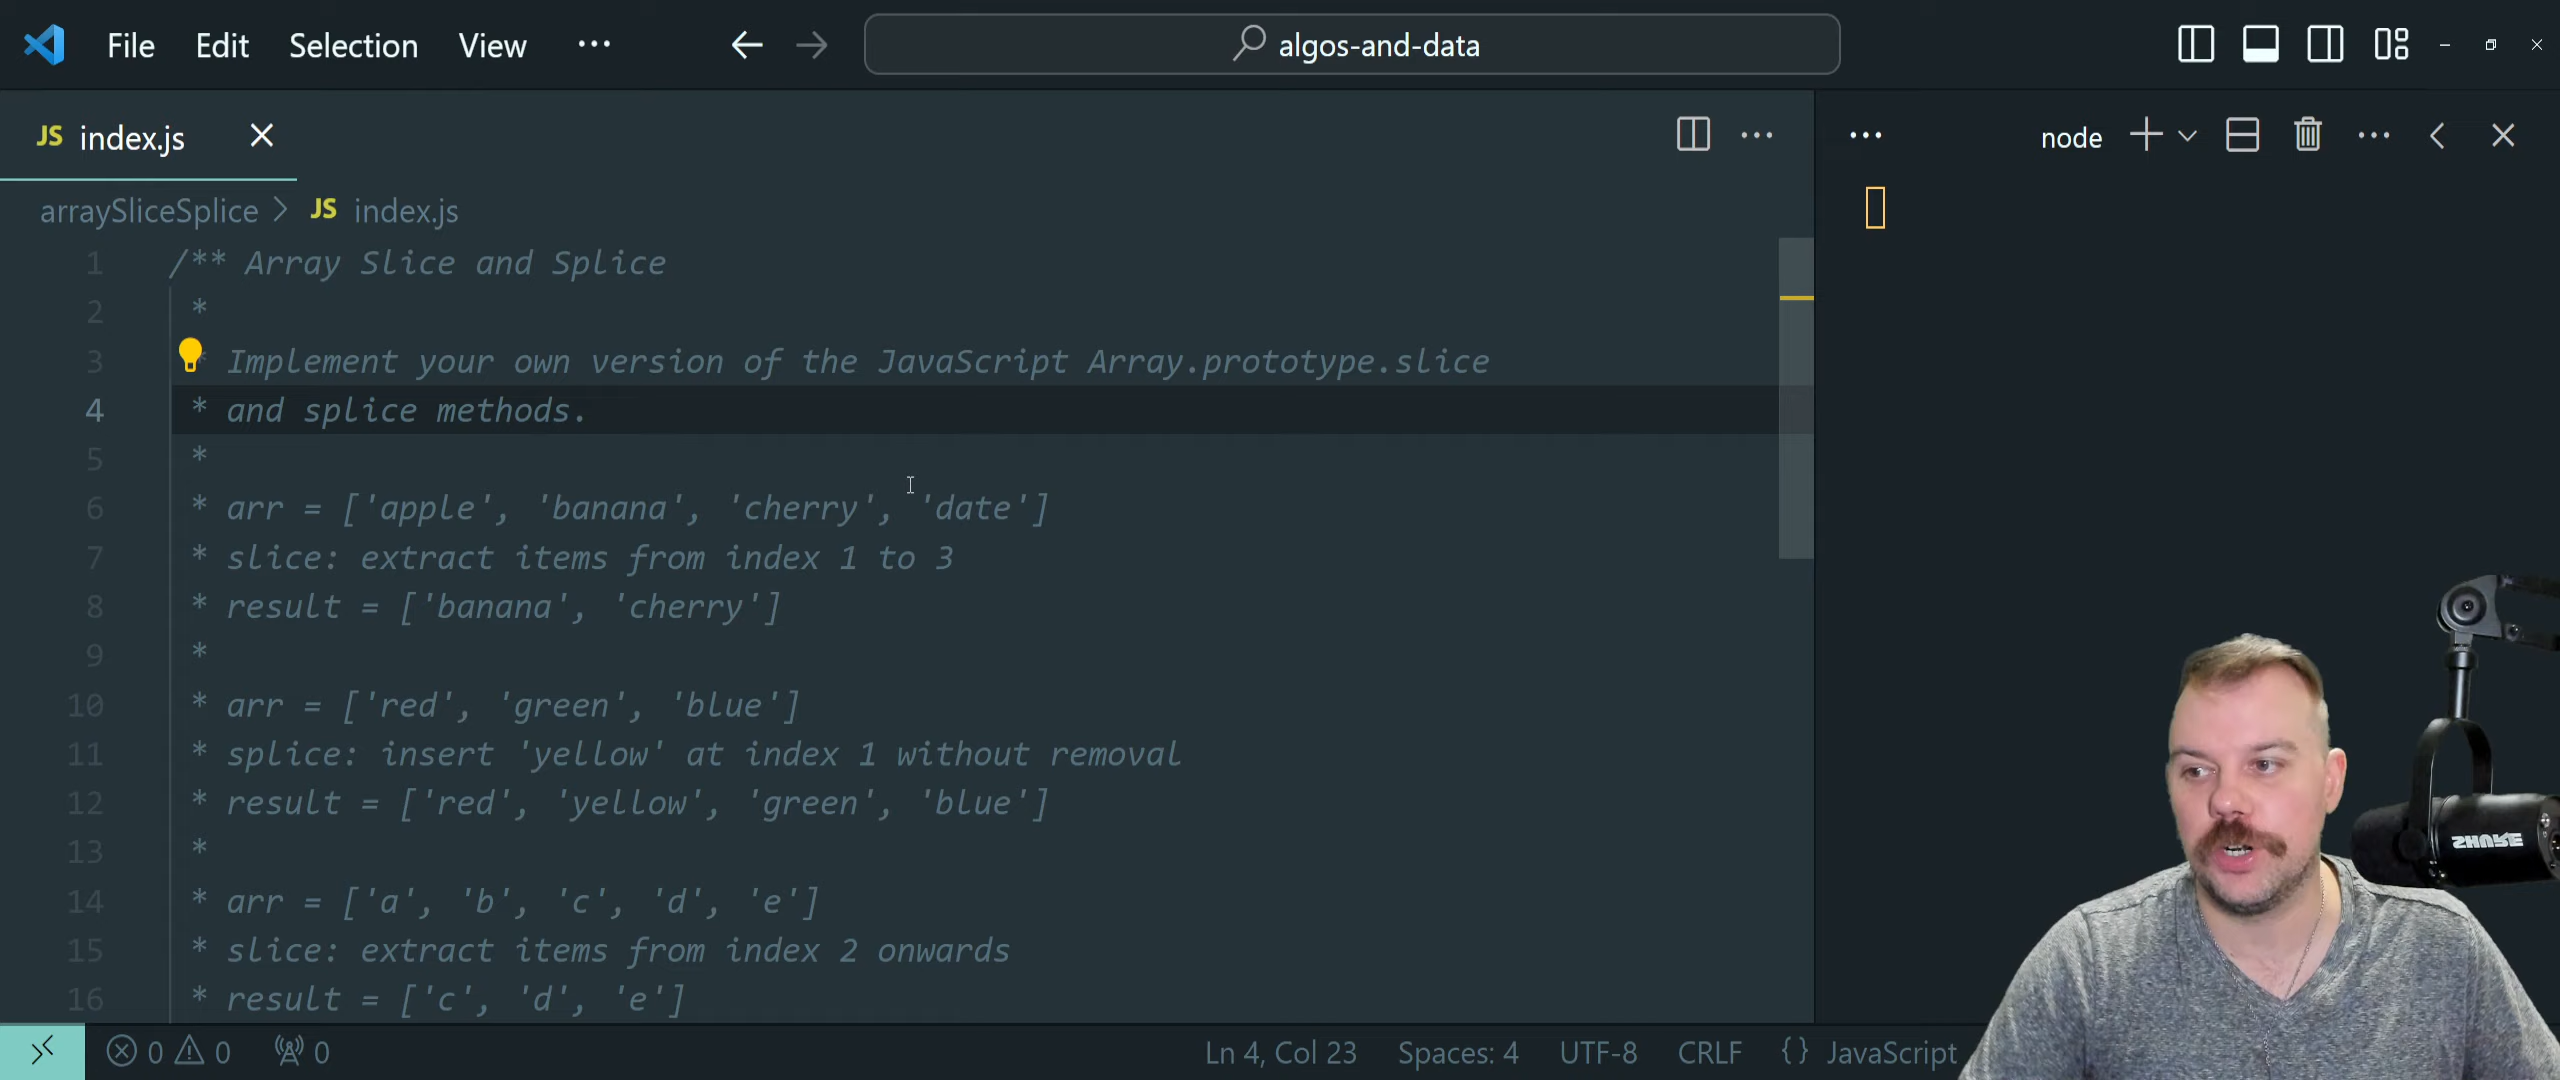 File Edit Selection View ... algos-and-data
JS index.js
... node ...
arraySliceSplice > JS index.js
1 /** Array Slice and Splice
2 *
3 * Implement your own version of the JavaScript Array.prototype.slice
4 * and splice methods.
5 *
6 * arr = ['apple', 'banana', 'cherry', 'date']
7 * slice: extract items from index 1 to 3
8 * result = ['banana', 'cherry']
9 *
10 * arr = ['red', 'green', 'blue']
11 * splice: insert 'yellow' at index 1 without removal
12 * result = ['red', 'yellow', 'green', 'blue']
13 *
14 * arr = ['a', 'b', 'c', 'd', 'e']
15 * slice: extract items from index 2 onwards
16 * result = ['c', 'd', 'e']
SHURE
0 0 0 Ln 4, Col 23 Spaces: 4 UTF-8 CRLF {} JavaScript